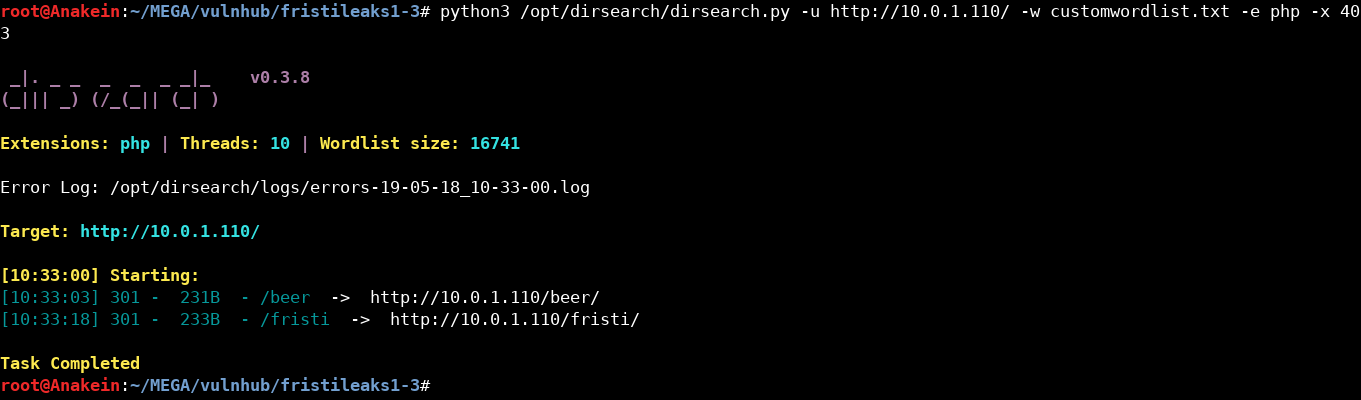 root@Anakein:~/MEGA/vulnhub/fristileaks1-3# python3 /opt/dirsearch/dirsearch.py -u http://10.0.1.110/ -w customwordlist.txt -e php -x 40
3
 _|. _ _  _  _  _ _|_    v0.3.8
(_||| _) (/_(_|| (_| )
Extensions: php | Threads: 10 | Wordlist size: 16741
Error Log: /opt/dirsearch/logs/errors-19-05-18_10-33-00.log
Target: http://10.0.1.110/
[10:33:00] Starting:
[10:33:03] 301 -  231B  - /beer  ->  http://10.0.1.110/beer/
[10:33:18] 301 -  233B  - /fristi  ->  http://10.0.1.110/fristi/
Task Completed
root@Anakein:~/MEGA/vulnhub/fristileaks1-3#